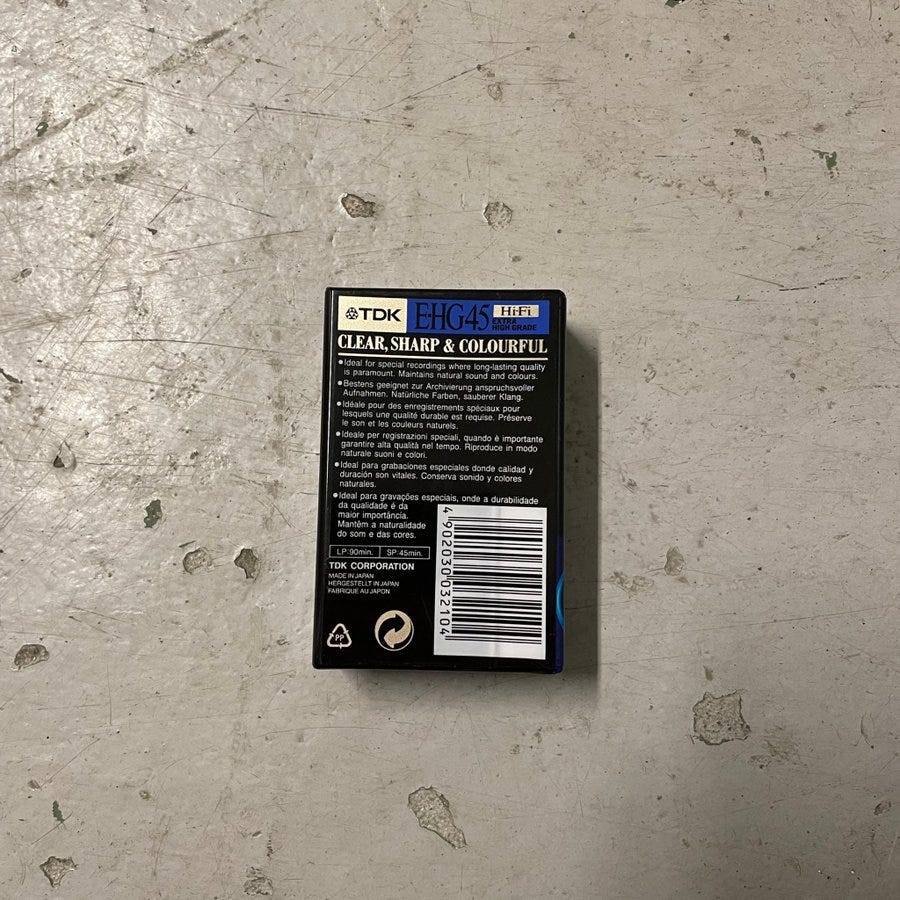 TDK E-HG45 Hi-Fi
EXTRA
HIGH GRADE
CLEAR, SHARP & COLOURFUL
•Ideal for special recordings where long-lasting quality
is paramount. Maintains natural sound and colours.
•Bestens geeignet zur Archivierung anspruchsvoller
Aufnahmen. Natürliche Farben, sauberer Klang.
•Idéale pour des enregistrements spéciaux pour
lesquels une qualité durable est requise. Préserve
le son et les couleurs naturels.
•Ideale per registrazioni speciali, quando è importante
garantire alta qualità nel tempo. Riproduce in modo
naturale suoni e colori.
•Ideal para grabaciones especiales donde calidad y
duración son vitales. Conserva sonido y colores
naturales.
•Ideal para gravações especiais, onde a durabilidade
da qualidade é da
maior importância.
Mantêm a naturalidade
do som e das cores.
LP:90min. SP:45min.
TDK CORPORATION
MADE IN JAPAN
HERGESTELLT IN JAPAN
FABRIQUE AU JAPON
PP
4 902030 032104